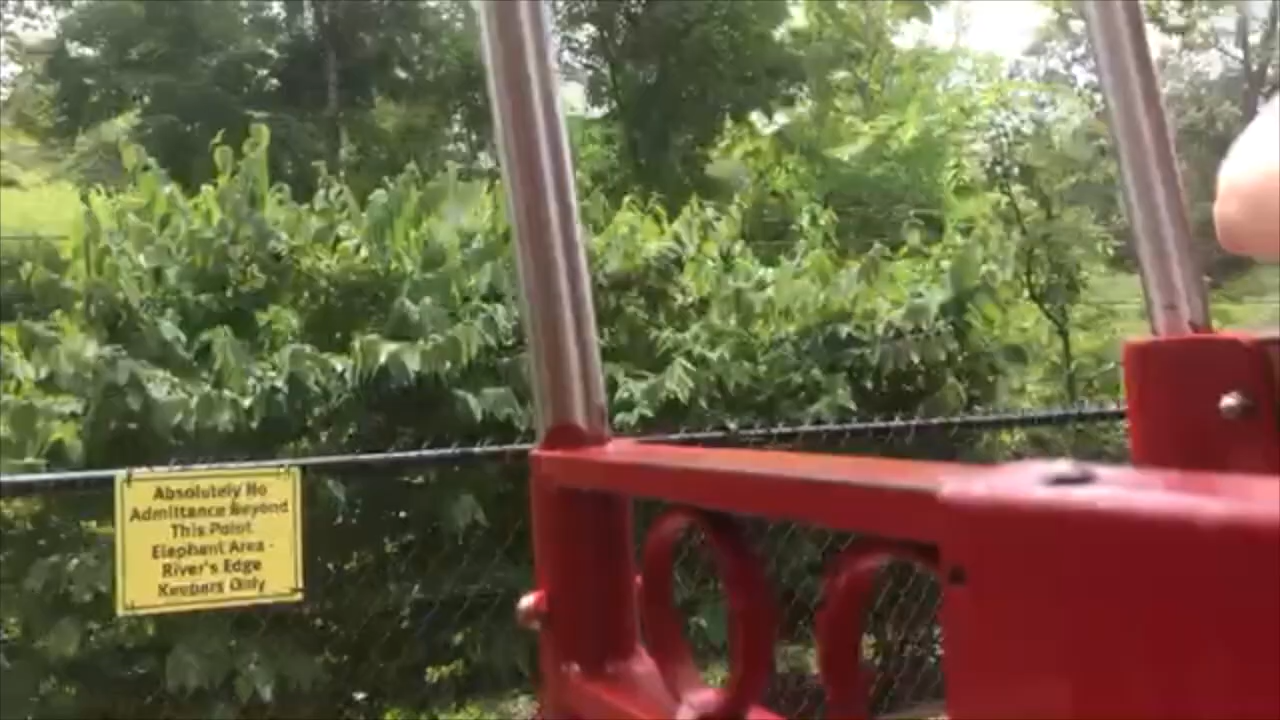 Absolutely No
Admittance Beyond
This Point
Elephant Area -
River's Edge
Keepers Only